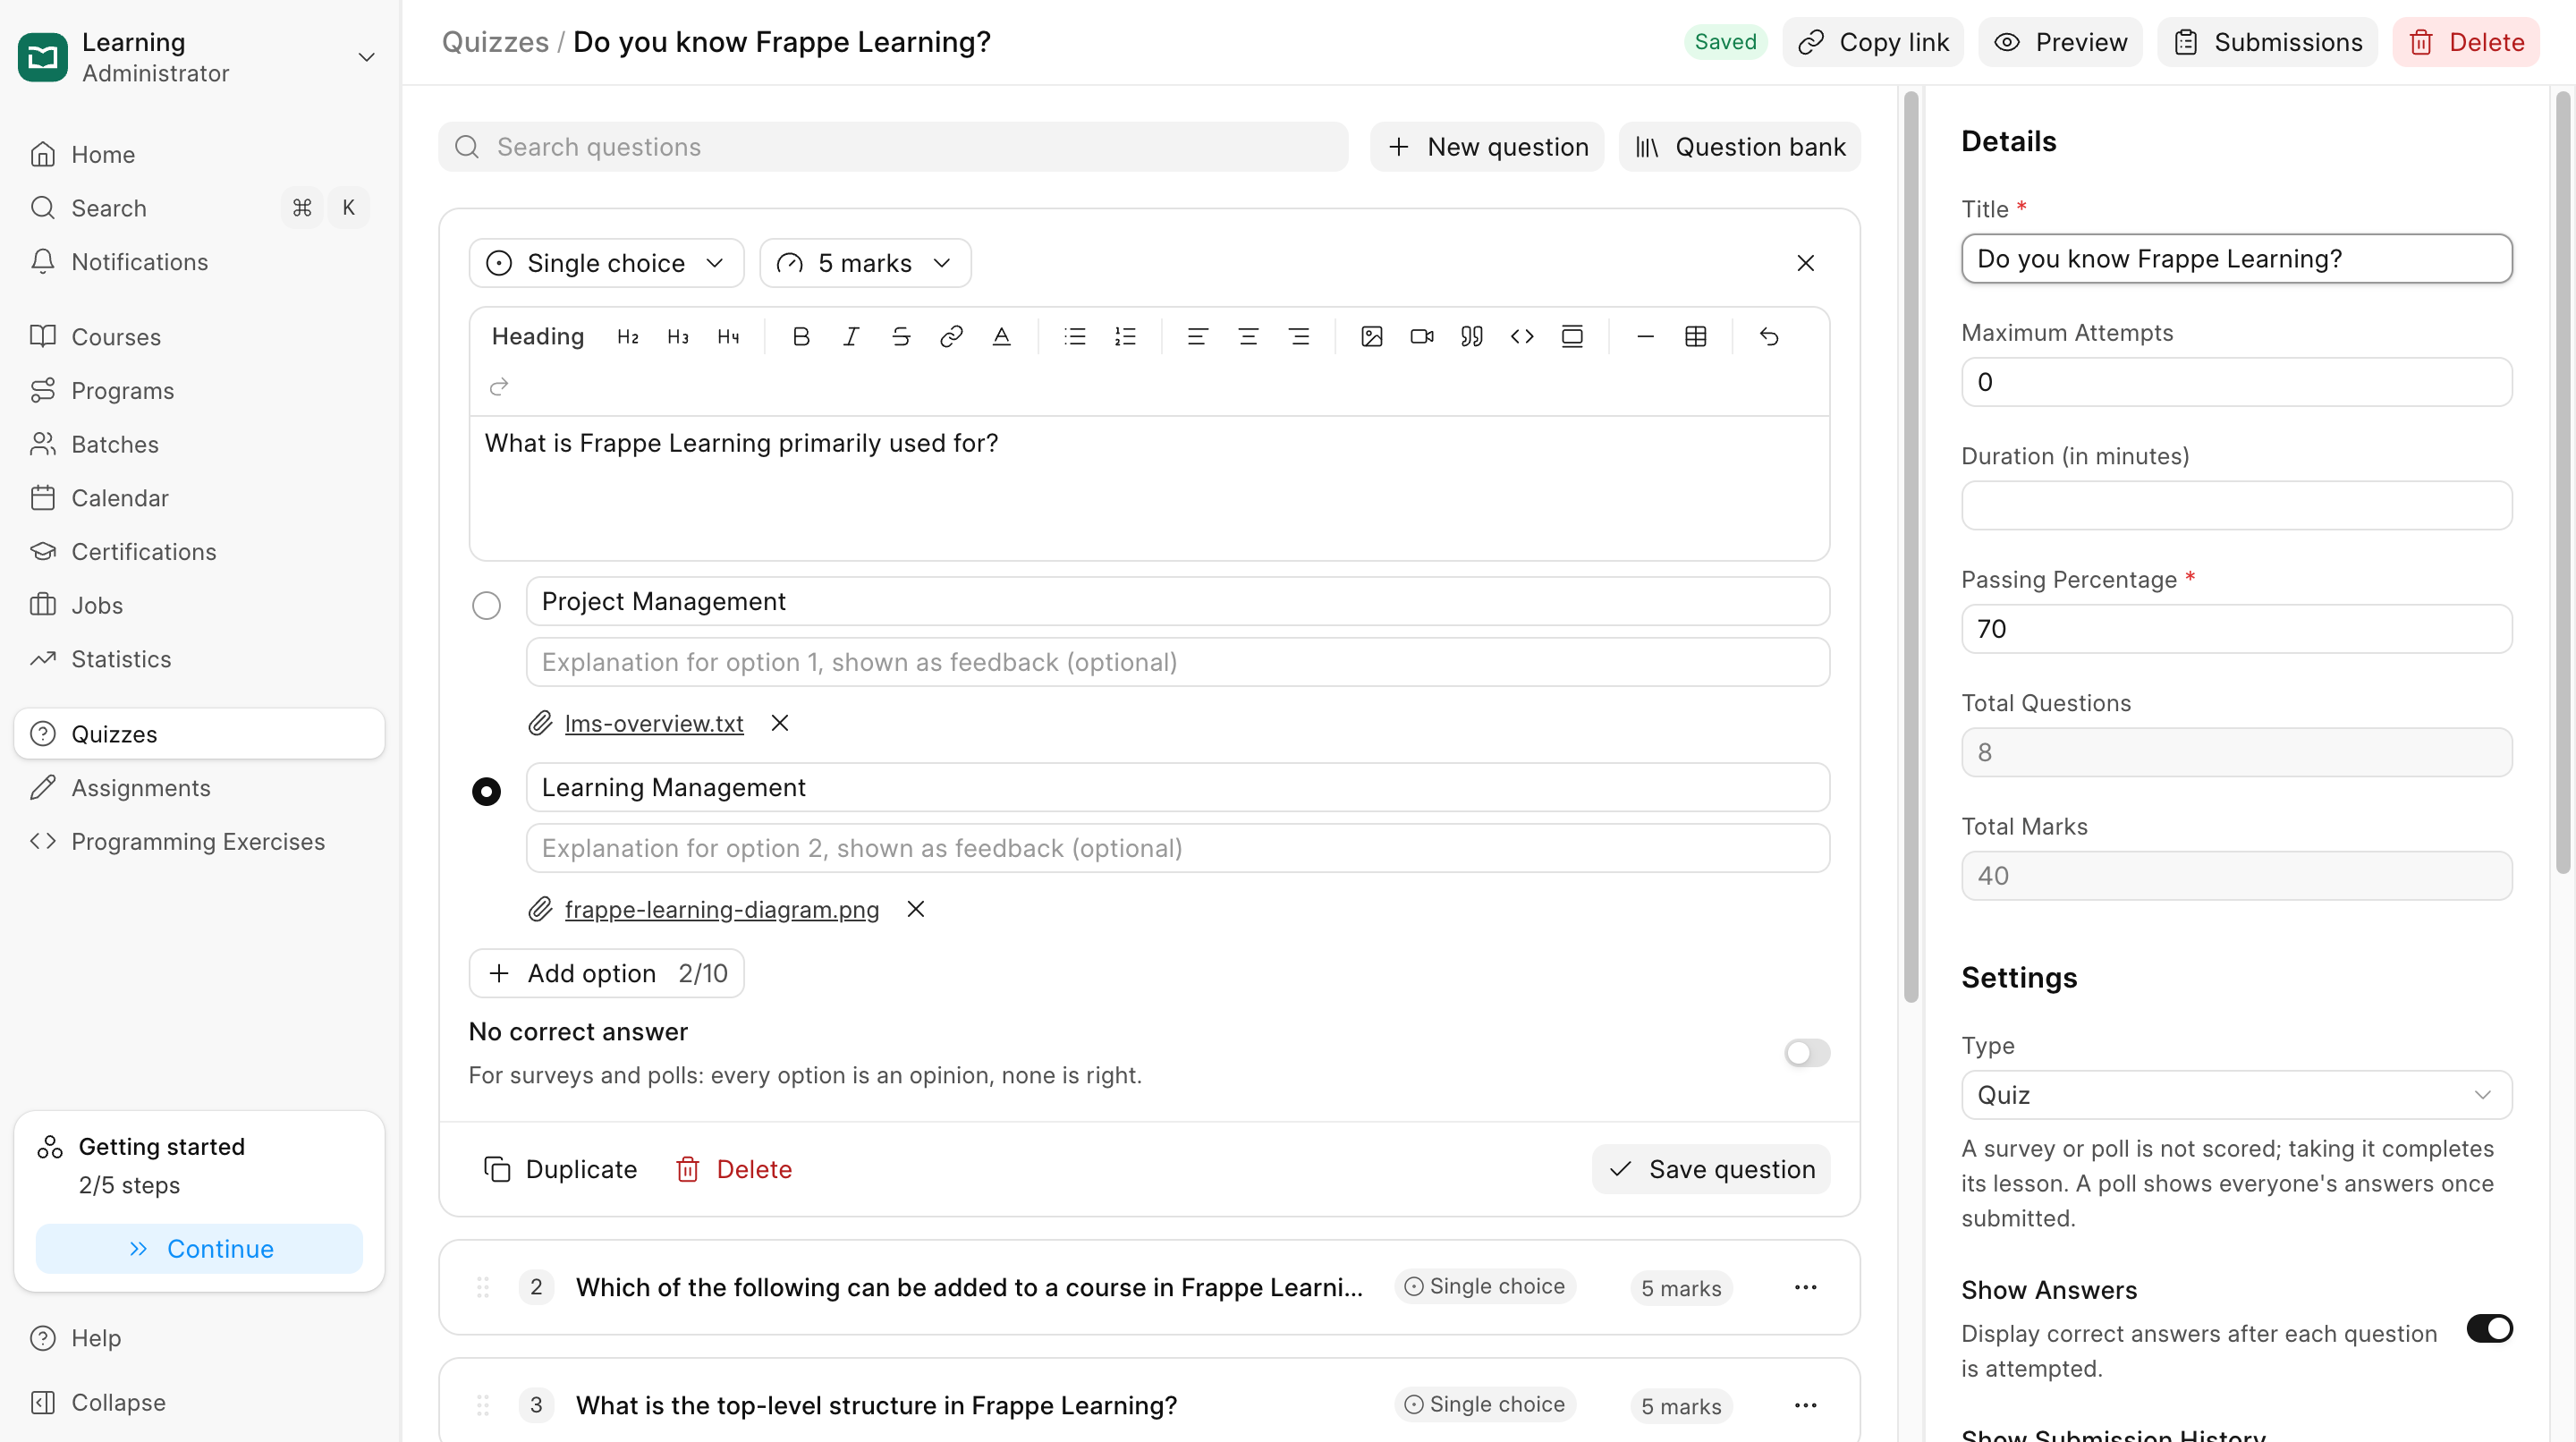 Learning
Administrator
Home
Search ⌘ K
Notifications
Courses
Programs
Batches
Calendar
Certifications
Jobs
Statistics
Quizzes
Assignments
Programming Exercises
Getting started
2/5 steps
Continue
Help
Collapse
Quizzes / Do you know Frappe Learning?
Saved
Copy link
Preview
Submissions
Delete
Search questions
New question
Question bank
Single choice
5 marks
Heading H2 H3 H4
What is Frappe Learning primarily used for?
Project Management
Explanation for option 1, shown as feedback (optional)
lms-overview.txt
Learning Management
Explanation for option 2, shown as feedback (optional)
frappe-learning-diagram.png
Add option 2/10
No correct answer
For surveys and polls: every option is an opinion, none is right.
Duplicate
Delete
Save question
2 Which of the following can be added to a course in Frappe Learni... Single choice 5 marks
3 What is the top-level structure in Frappe Learning? Single choice 5 marks
Details
Title *
Do you know Frappe Learning?
Maximum Attempts
0
Duration (in minutes)
Passing Percentage *
70
Total Questions
8
Total Marks
40
Settings
Type
Quiz
A survey or poll is not scored; taking it completes
its lesson. A poll shows everyone's answers once
submitted.
Show Answers
Display correct answers after each question
is attempted.
Show Submission History